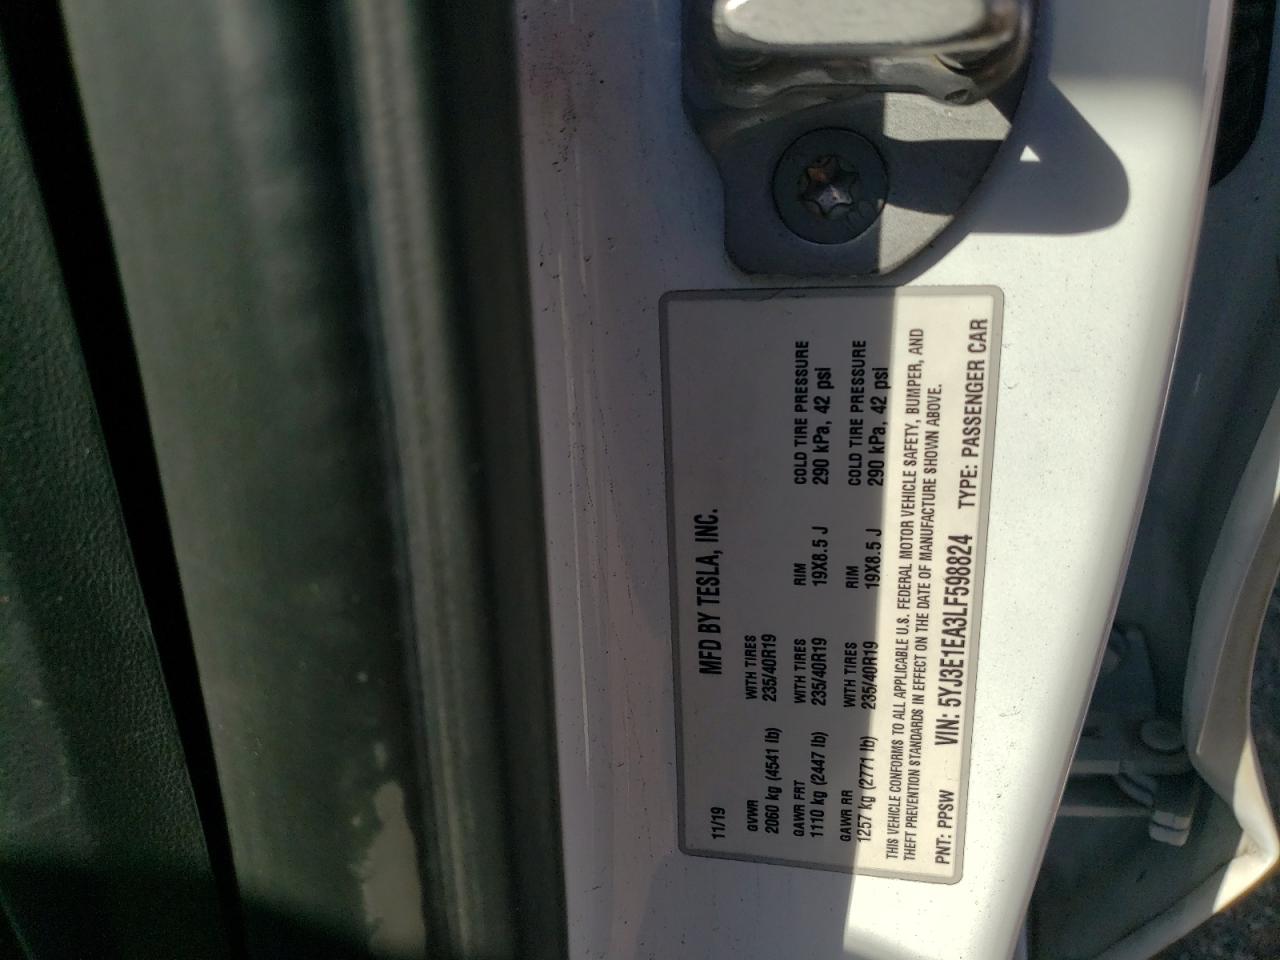 MFD BY TESLA, INC.
11/19
GVWR WITH TIRES
2060 kg (4541 lb) 235/40R19
GAWR FRT WITH TIRES RIM COLD TIRE PRESSURE
1110 kg (2447 lb) 235/40R19 19X8.5 J 290 kPa, 42 psi
GAWR RR WITH TIRES RIM COLD TIRE PRESSURE
1257 kg (2771 lb) 235/40R19 19X8.5 J 290 kPa, 42 psi
THIS VEHICLE CONFORMS TO ALL APPLICABLE U.S. FEDERAL MOTOR VEHICLE SAFETY, BUMPER, AND
THEFT PREVENTION STANDARDS IN EFFECT ON THE DATE OF MANUFACTURE SHOWN ABOVE.
PNT: PPSW VIN: 5YJ3E1EA3LF598824 TYPE: PASSENGER CAR